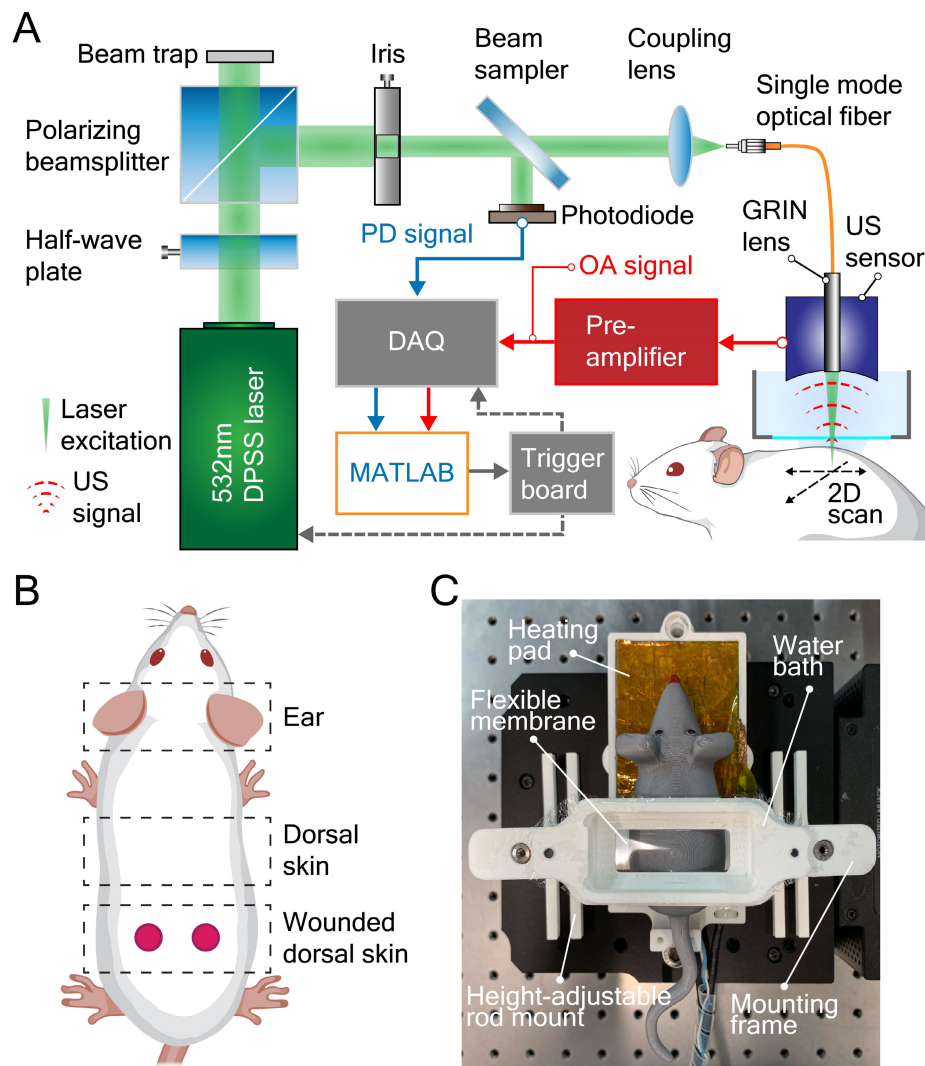 A
Beam trap
Iris
Beam
sampler
Coupling
lens
Single mode
optical fiber
Polarizing
beamsplitter
Photodiode
GRIN
lens
US
sensor
PD signal
Half-wave
plate
OA signal
DAQ
Pre-
amplifier
Laser
excitation
532nm
DPSS laser
MATLAB
Trigger
board
US
signal
2D
scan
B
Ear
Dorsal
skin
Wounded
dorsal skin
C
Heating
pad
Water
bath
Flexible
membrane
Height-adjustable
rod mount
Mounting
frame